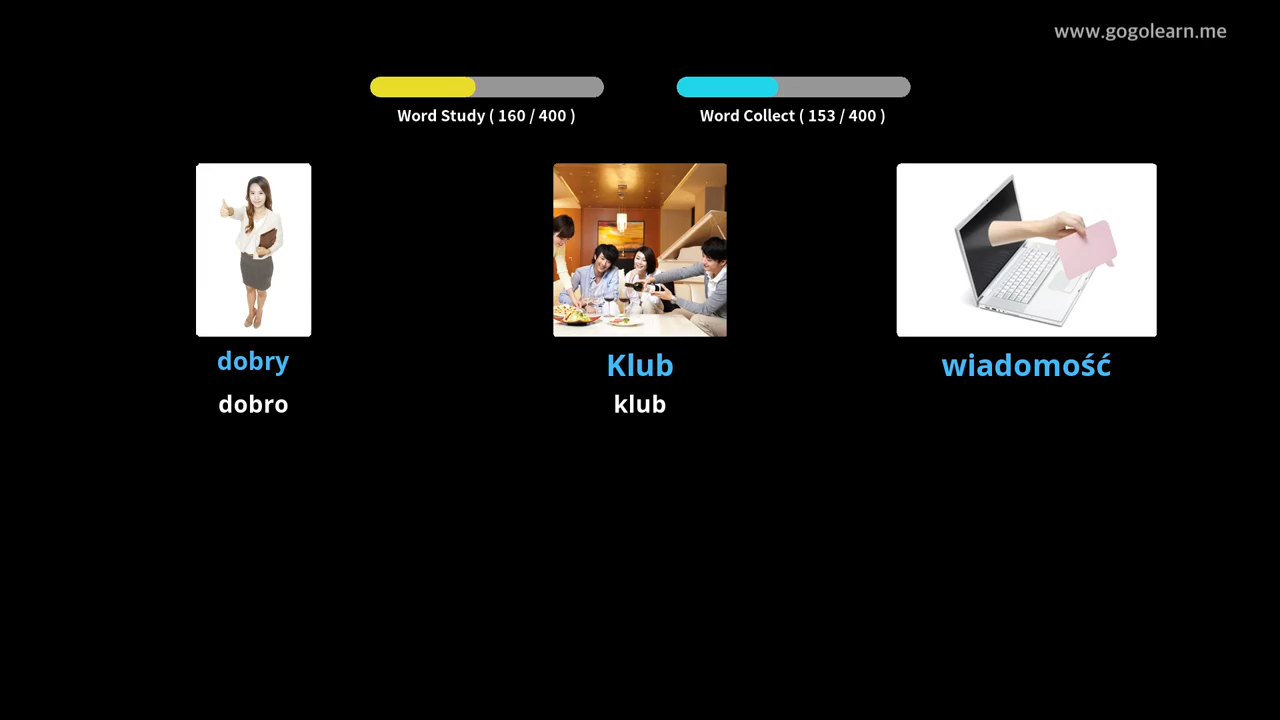 www.gogolearn.me
Word Study ( 160 / 400 )
Word Collect ( 153 / 400 )
dobry
Klub
wiadomość
dobro
klub